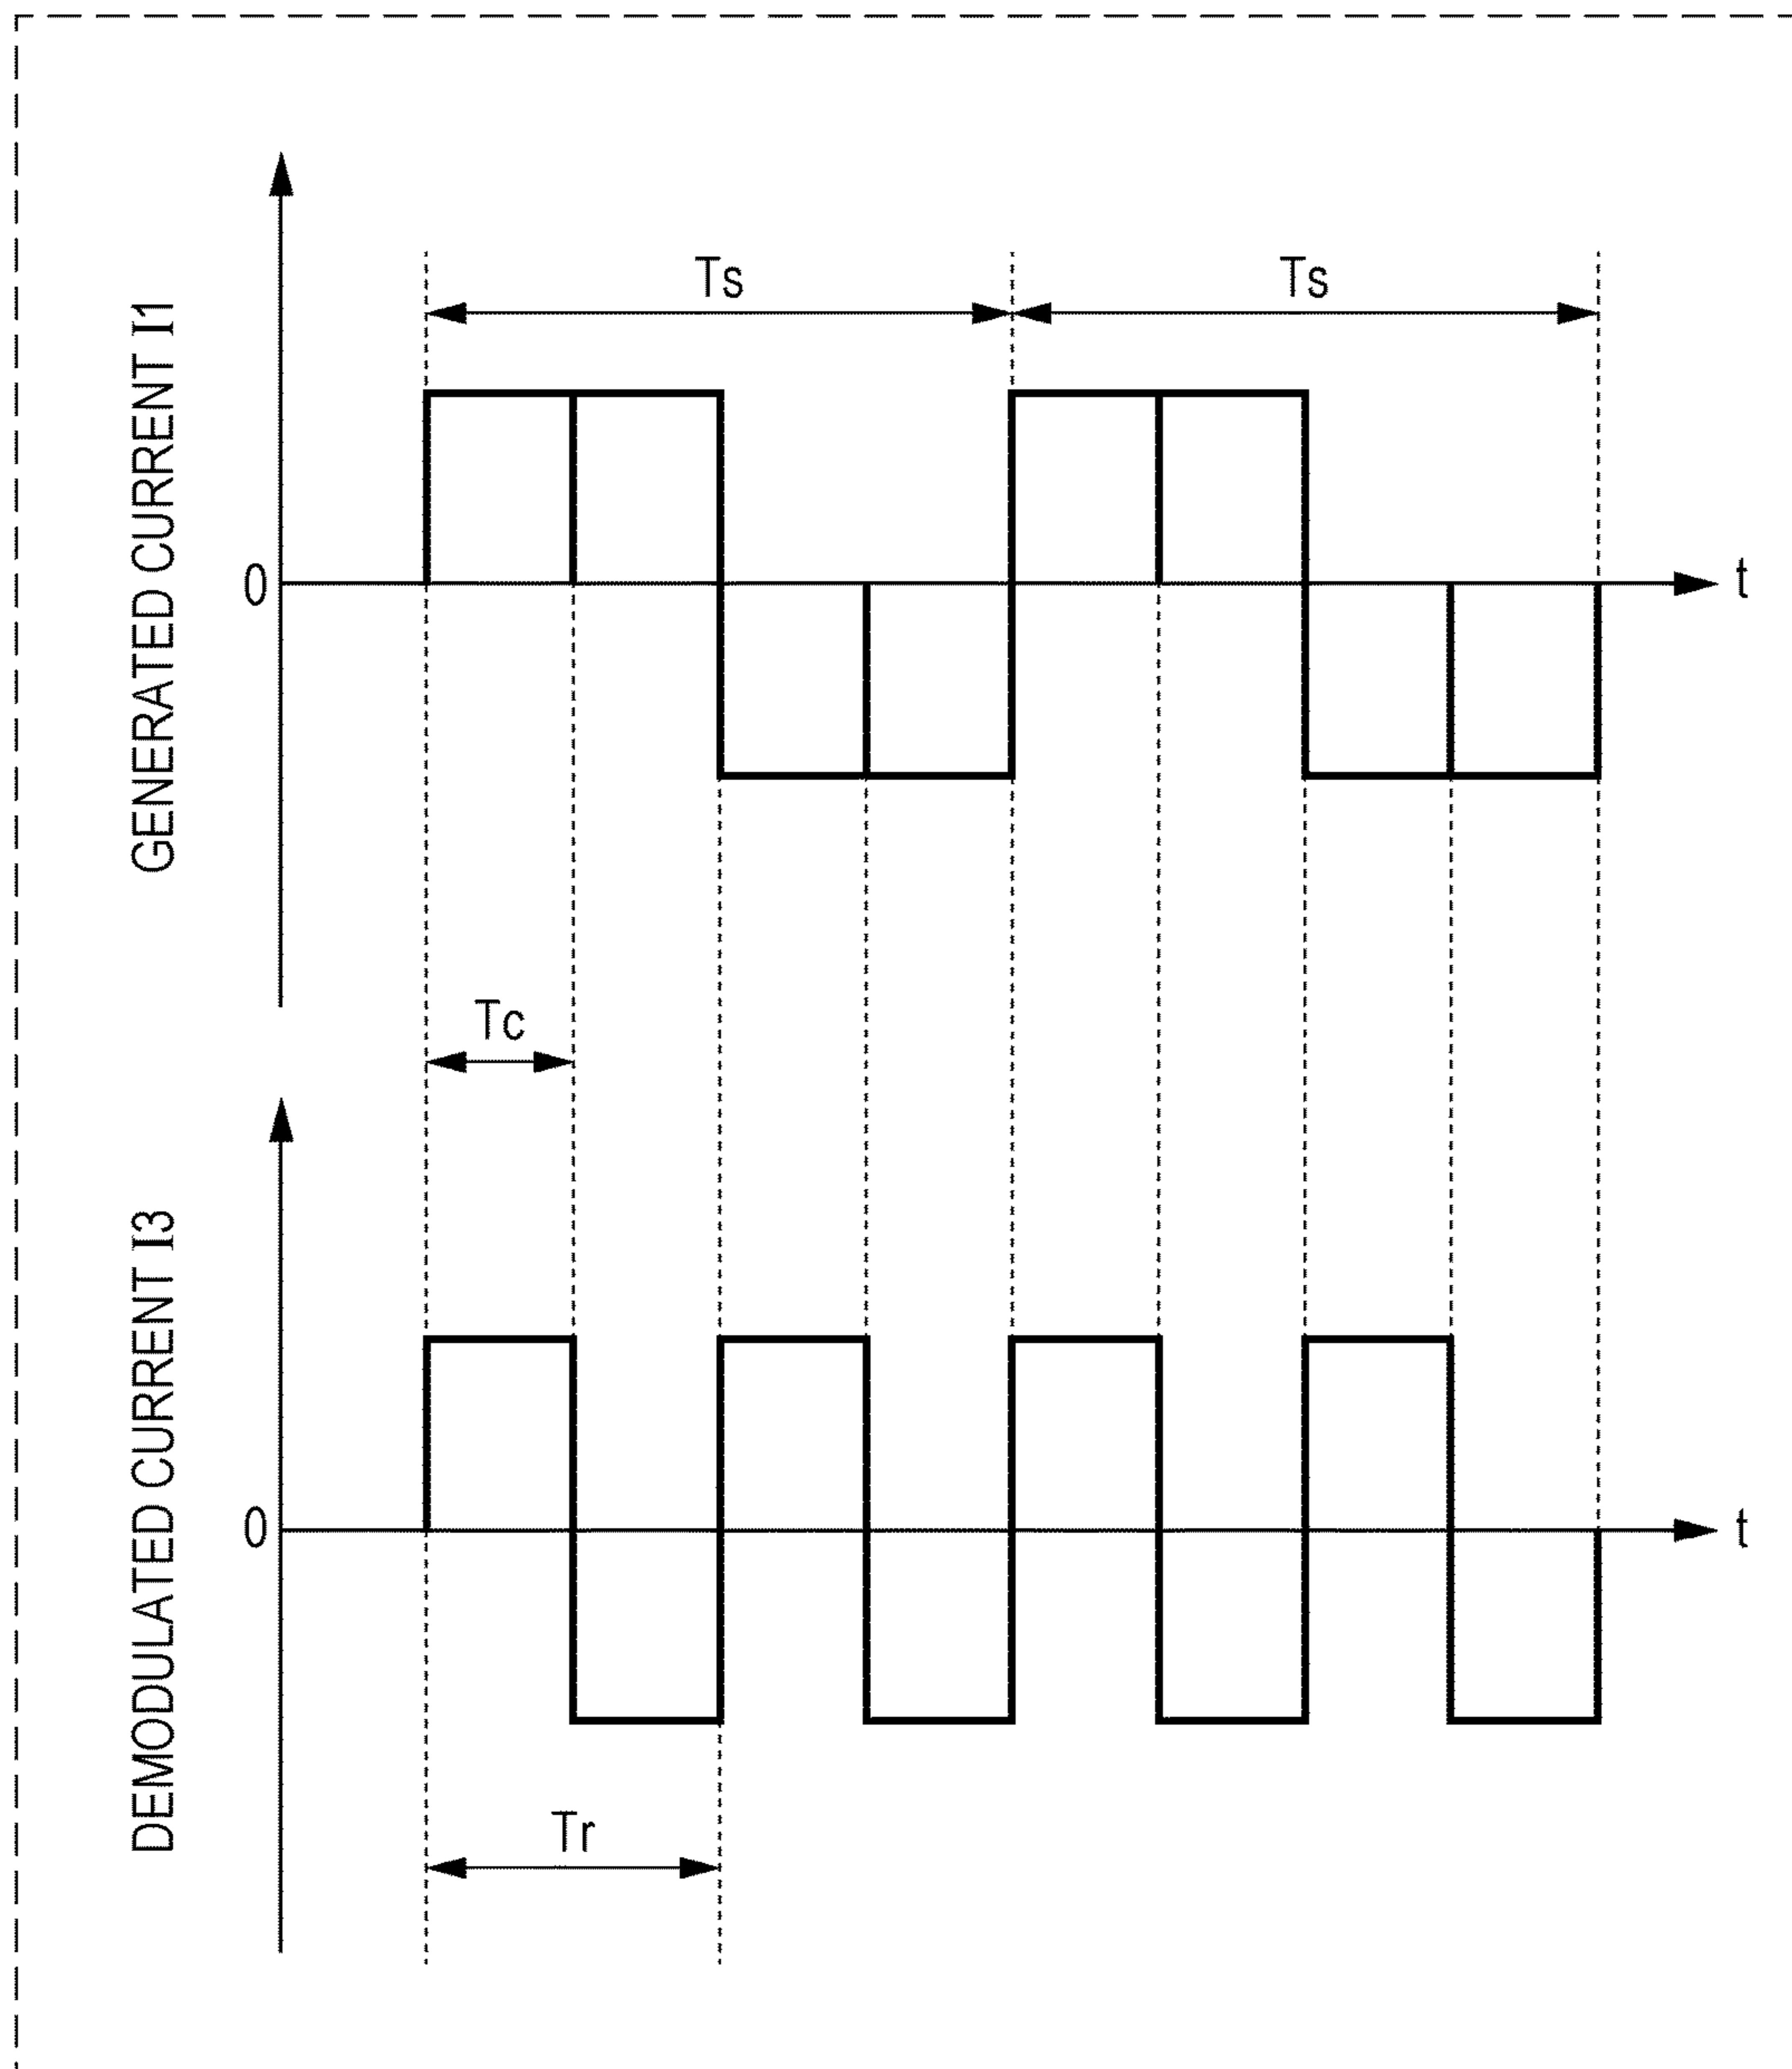 GENERATED CURRENT I1
Ts
Ts
0
t
Tc
DEMODULATED CURRENT I3
0
t
Tr